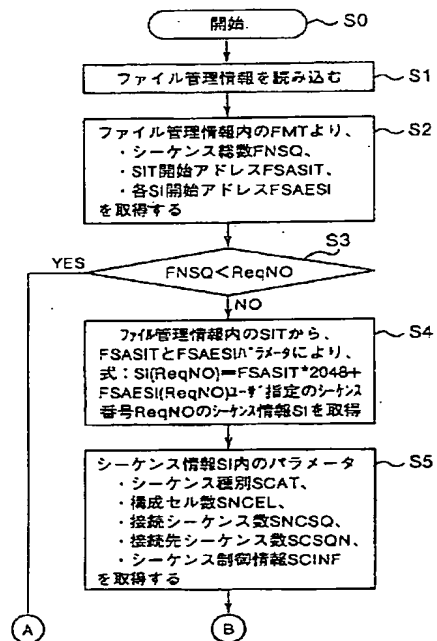 開始
S0
ファイル管理情報を読み込む
S1
S2
ファイル管理情報内のFMTより、
・シーケンス総数FNSQ、
・SIT開始アドレスFSASIT、
・各SI開始アドレスFSAESI
を取得する
S3
YES
FNSQ<ReqNO
NO
S4
ファイル管理情報内のSITから、
FSASITとFSAESIパラメータにより、
式：SI(ReqNO)=FSASIT*2048+
FSAESI(ReqNO)ユーザ指定のシーケンス
番号ReqNOのシーケンス情報SIを取得
S5
シーケンス情報SI内のパラメータ
・シーケンス種別SCAT、
・構成セル数SNCEL、
・接続シーケンス数SNCSQ、
・接続先シーケンス数SCSQN、
・シーケンス制御情報SCINF
を取得する
A
B